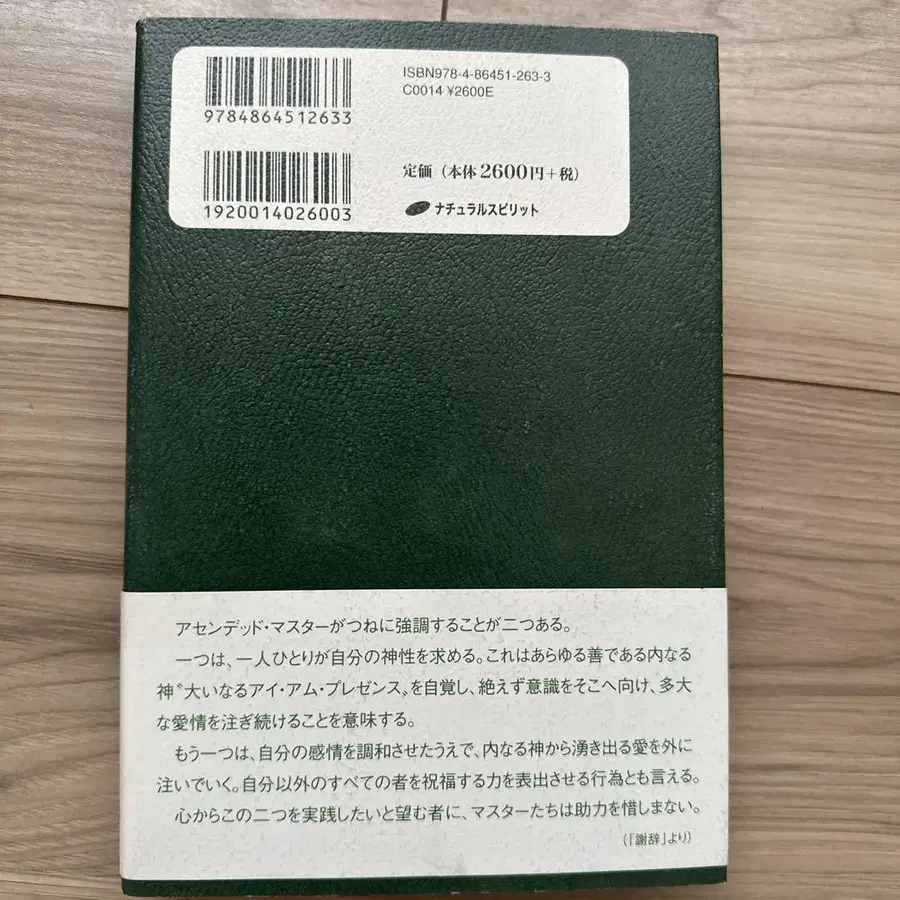 ISBN978-4-86451-263-3
C0014 ¥2600E
9784864512633
定価（本体2600円+税）
1920014026003
ナチュラルスピリット
アセンデッド・マスターがつねに強調することが二つある。
一つは、一人ひとりが自分の神性を求める。これはあらゆる善である内なる
神〝大いなるアイ・アム・プレゼンス〟を自覚し、絶えず意識をそこへ向け、多大
な愛情を注ぎ続けることを意味する。
もう一つは、自分の感情を調和させたうえで、内なる神から湧き出る愛を外に
注いでいく。自分以外のすべての者を祝福する力を表出させる行為とも言える。
心からこの二つを実践したいと望む者に、マスターたちは助力を惜しまない。
（「謝辞」より）